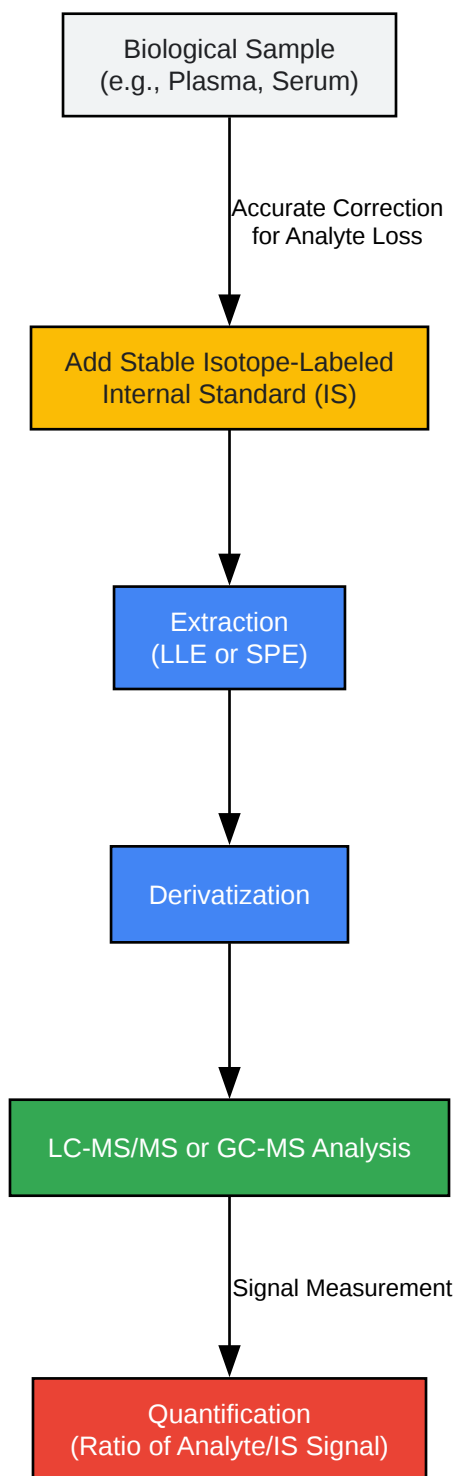 Biological Sample
(e.g., Plasma, Serum)
Accurate Correction
for Analyte Loss
Add Stable Isotope-Labeled
Internal Standard (IS)
Extraction
(LLE or SPE)
Derivatization
LC-MS/MS or GC-MS Analysis
Signal Measurement
Quantification
(Ratio of Analyte/IS Signal)